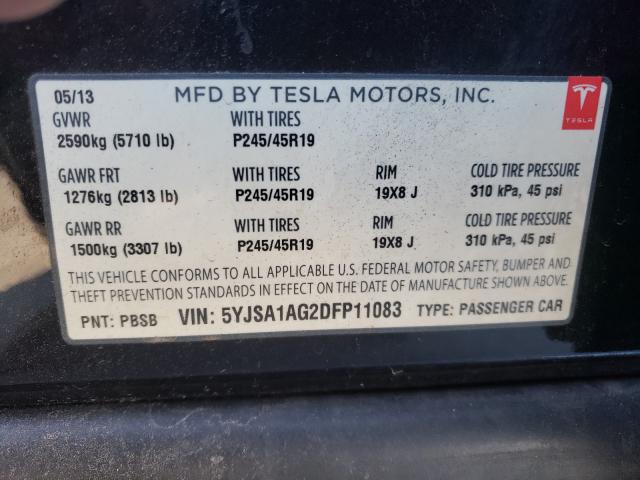 05/13 MFD BY TESLA MOTORS, INC.
TESLA
GVWR WITH TIRES
2590kg (5710 lb) P245/45R19
GAWR FRT WITH TIRES RIM COLD TIRE PRESSURE
1276kg (2813 lb) P245/45R19 19X8 J 310 kPa, 45 psi
GAWR RR WITH TIRES RIM COLD TIRE PRESSURE
1500kg (3307 lb) P245/45R19 19X8 J 310 kPa, 45 psi
THIS VEHICLE CONFORMS TO ALL APPLICABLE U.S. FEDERAL MOTOR SAFETY, BUMPER AND
THEFT PREVENTION STANDARDS IN EFFECT ON THE DATE OF MANUFACTURE SHOWN ABOVE.
PNT: PBSB VIN: 5YJSA1AG2DFP11083 TYPE: PASSENGER CAR